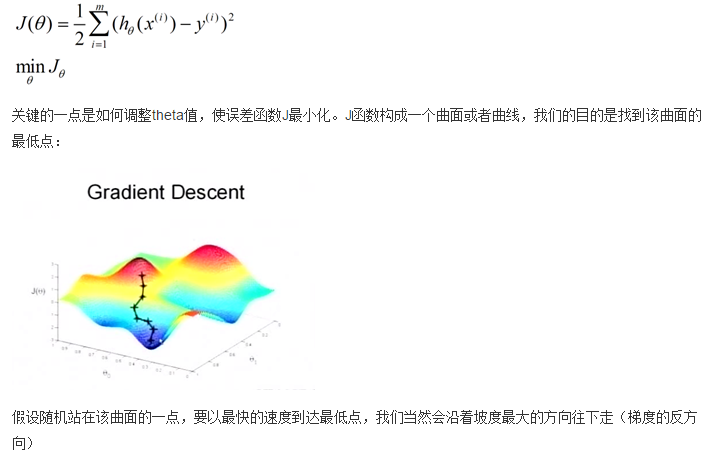 J(θ) = 1/2 ∑_{i=1}^{m} (h_θ(x^{(i)}) − y^{(i)})²
min_θ J_θ
关键的一点是如何调整theta值，使误差函数J最小化。J函数构成一个曲面或者曲线，我们的目的是找到该曲面的
最低点：
Gradient Descent
J(Θ)
假设随机站在该曲面的一点，要以最快的速度到达最低点，我们当然会沿着坡度最大的方向往下走（梯度的反方
向）